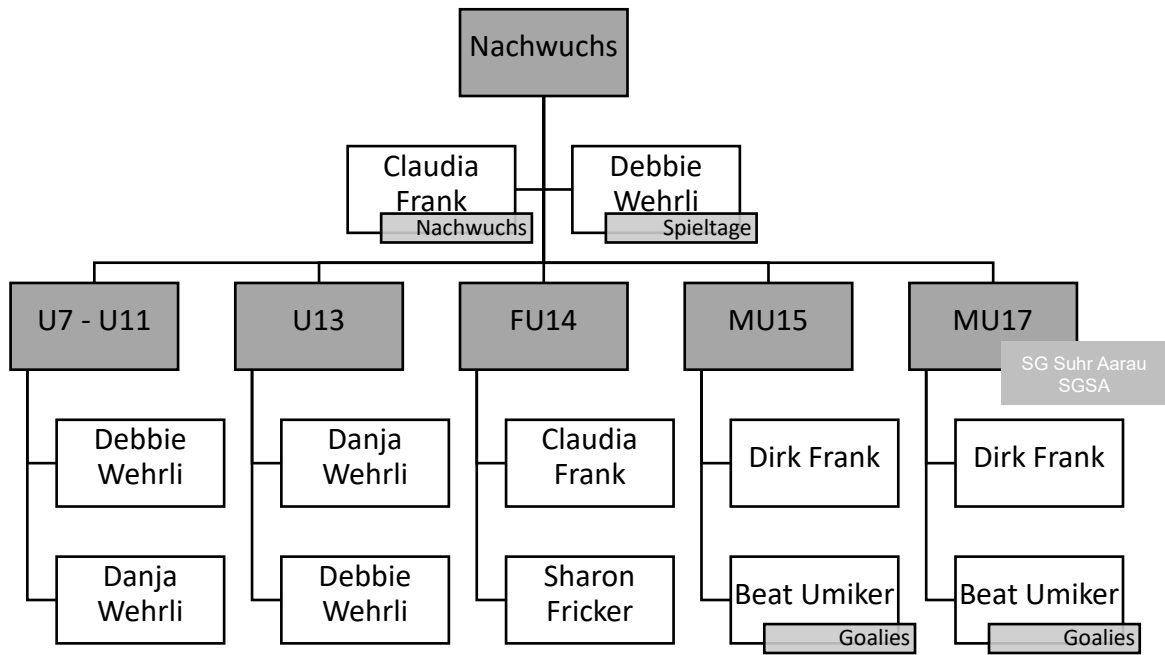 Nachwuchs
Claudia
Frank
Nachwuchs
Debbie
Wehrli
Spieltage
U7 - U11
U13
FU14
MU15
MU17
SG Suhr Aarau
SGSA
Debbie
Wehrli
Danja
Wehrli
Claudia
Frank
Dirk Frank
Dirk Frank
Danja
Wehrli
Debbie
Wehrli
Sharon
Fricker
Beat Umiker
Goalies
Beat Umiker
Goalies